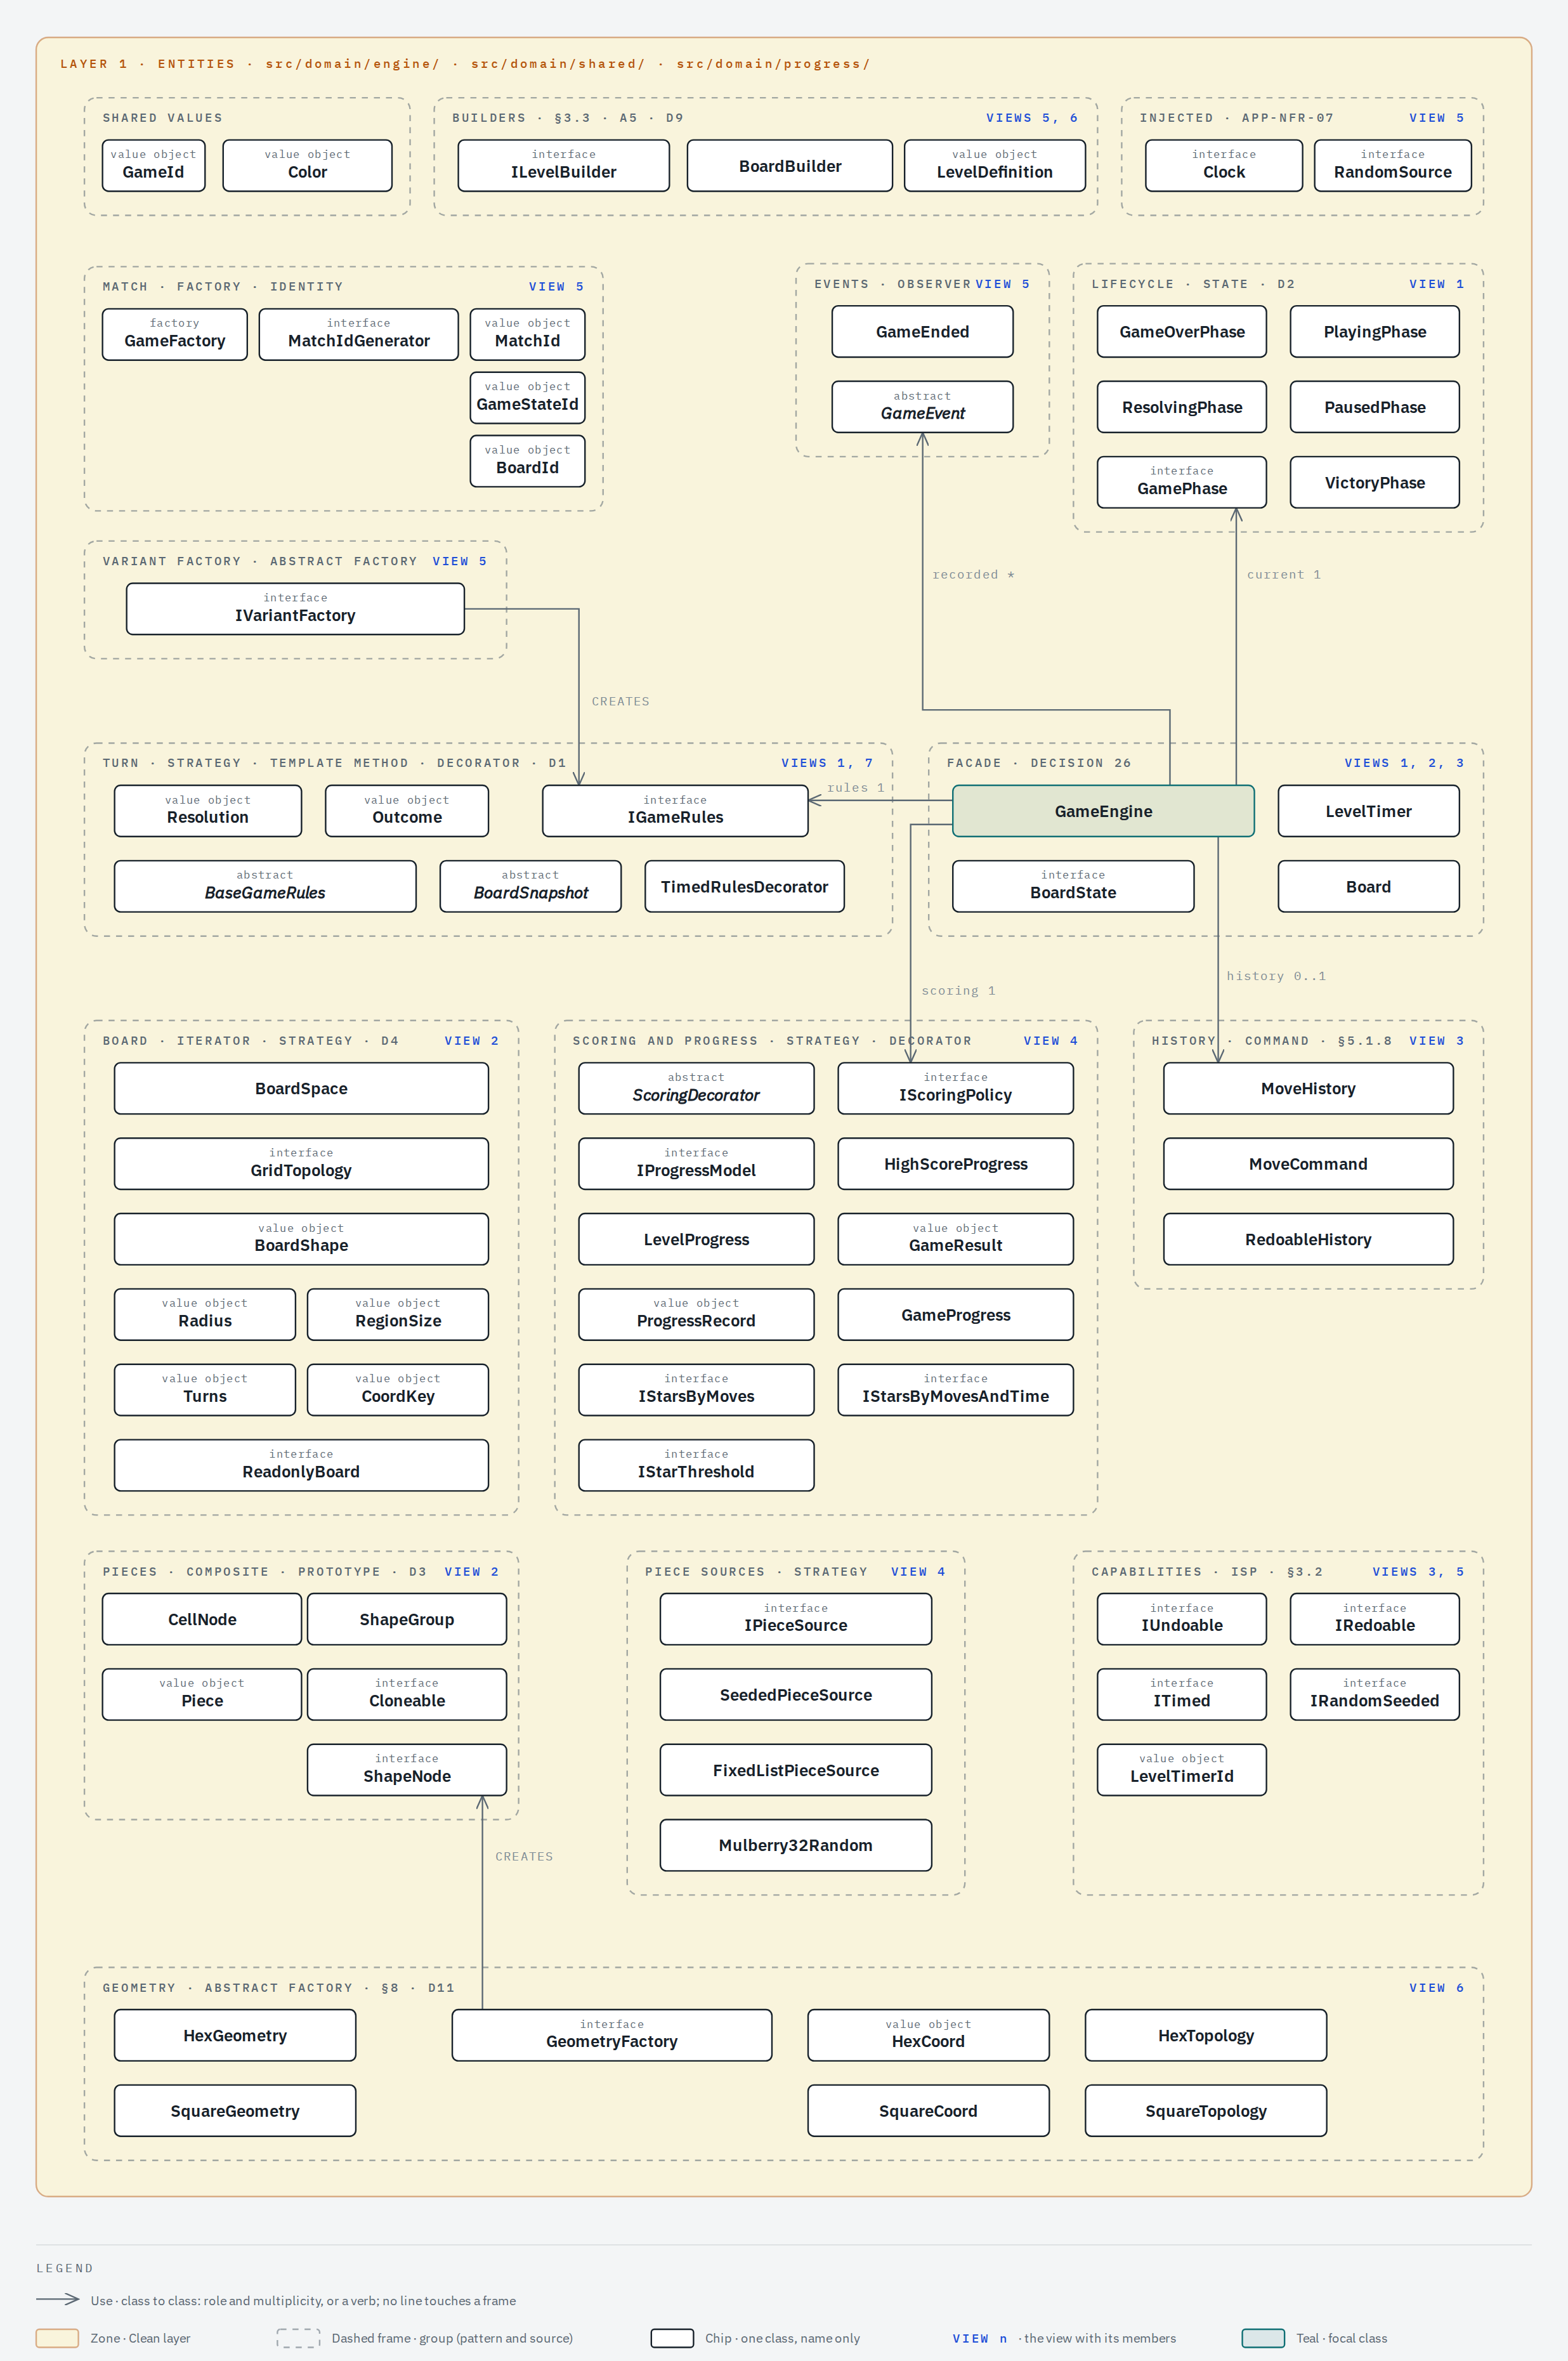 LAYER 1 · ENTITIES · src/domain/engine/ · src/domain/shared/ · src/domain/progress/
SHARED VALUES
value object
GameId
value object
Color
BUILDERS · §3.3 · A5 · D9
VIEWS 5, 6
interface
ILevelBuilder
BoardBuilder
value object
LevelDefinition
INJECTED · APP-NFR-07
VIEW 5
interface
Clock
interface
RandomSource
MATCH · FACTORY · IDENTITY
VIEW 5
factory
GameFactory
interface
MatchIdGenerator
value object
MatchId
value object
GameStateId
value object
BoardId
EVENTS · OBSERVER
VIEW 5
GameEnded
abstract
GameEvent
LIFECYCLE · STATE · D2
VIEW 1
GameOverPhase
PlayingPhase
ResolvingPhase
PausedPhase
interface
GamePhase
VictoryPhase
VARIANT FACTORY · ABSTRACT FACTORY
VIEW 5
interface
IVariantFactory
recorded *
current 1
CREATES
TURN · STRATEGY · TEMPLATE METHOD · DECORATOR · D1
VIEWS 1, 7
value object
Resolution
value object
Outcome
interface
IGameRules
abstract
BaseGameRules
abstract
BoardSnapshot
TimedRulesDecorator
rules 1
FACADE · DECISION 26
VIEWS 1, 2, 3
GameEngine
LevelTimer
interface
BoardState
Board
scoring 1
history 0..1
BOARD · ITERATOR · STRATEGY · D4
VIEW 2
BoardSpace
interface
GridTopology
value object
BoardShape
value object
Radius
value object
RegionSize
value object
Turns
value object
CoordKey
interface
ReadonlyBoard
SCORING AND PROGRESS · STRATEGY · DECORATOR
VIEW 4
abstract
ScoringDecorator
interface
IScoringPolicy
interface
IProgressModel
HighScoreProgress
LevelProgress
value object
GameResult
value object
ProgressRecord
GameProgress
interface
IStarsByMoves
interface
IStarsByMovesAndTime
interface
IStarThreshold
HISTORY · COMMAND · §5.1.8
VIEW 3
MoveHistory
MoveCommand
RedoableHistory
PIECES · COMPOSITE · PROTOTYPE · D3
VIEW 2
CellNode
ShapeGroup
value object
Piece
interface
Cloneable
interface
ShapeNode
PIECE SOURCES · STRATEGY
VIEW 4
interface
IPieceSource
SeededPieceSource
FixedListPieceSource
Mulberry32Random
CAPABILITIES · ISP · §3.2
VIEWS 3, 5
interface
IUndoable
interface
IRedoable
interface
ITimed
interface
IRandomSeeded
value object
LevelTimerId
CREATES
GEOMETRY · ABSTRACT FACTORY · §8 · D11
VIEW 6
HexGeometry
interface
GeometryFactory
value object
HexCoord
HexTopology
SquareGeometry
SquareCoord
SquareTopology
LEGEND
Use · class to class: role and multiplicity, or a verb; no line touches a frame
Zone · Clean layer
Dashed frame · group (pattern and source)
Chip · one class, name only
VIEW n · the view with its members
Teal · focal class